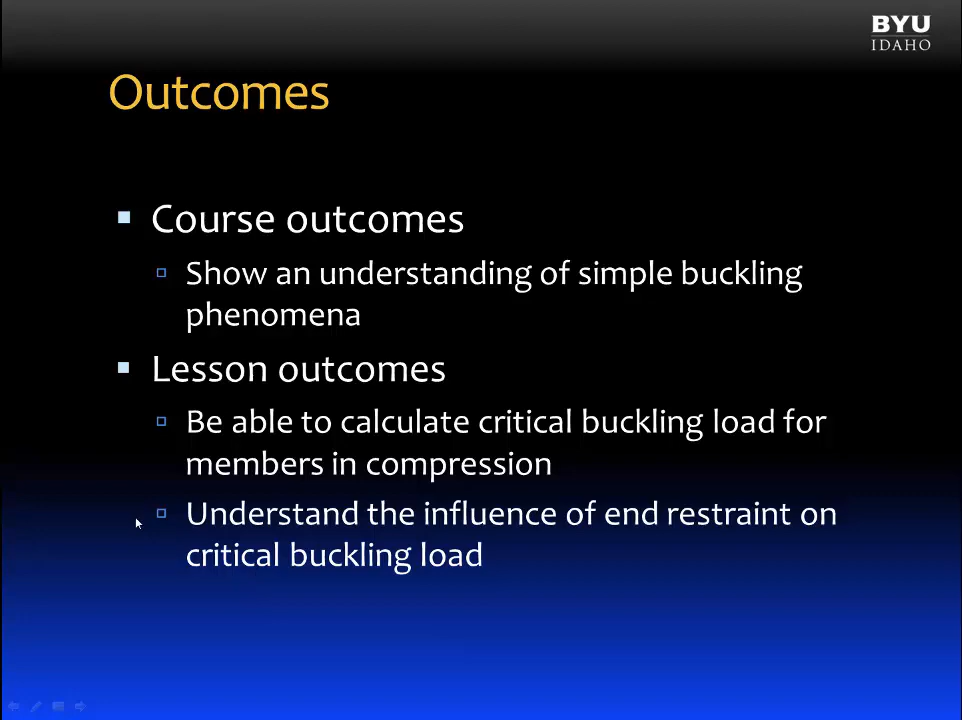 BYU
IDAHO
Outcomes
Course outcomes
Show an understanding of simple buckling
phenomena
Lesson outcomes
Be able to calculate critical buckling load for
members in compression
Understand the influence of end restraint on
critical buckling load